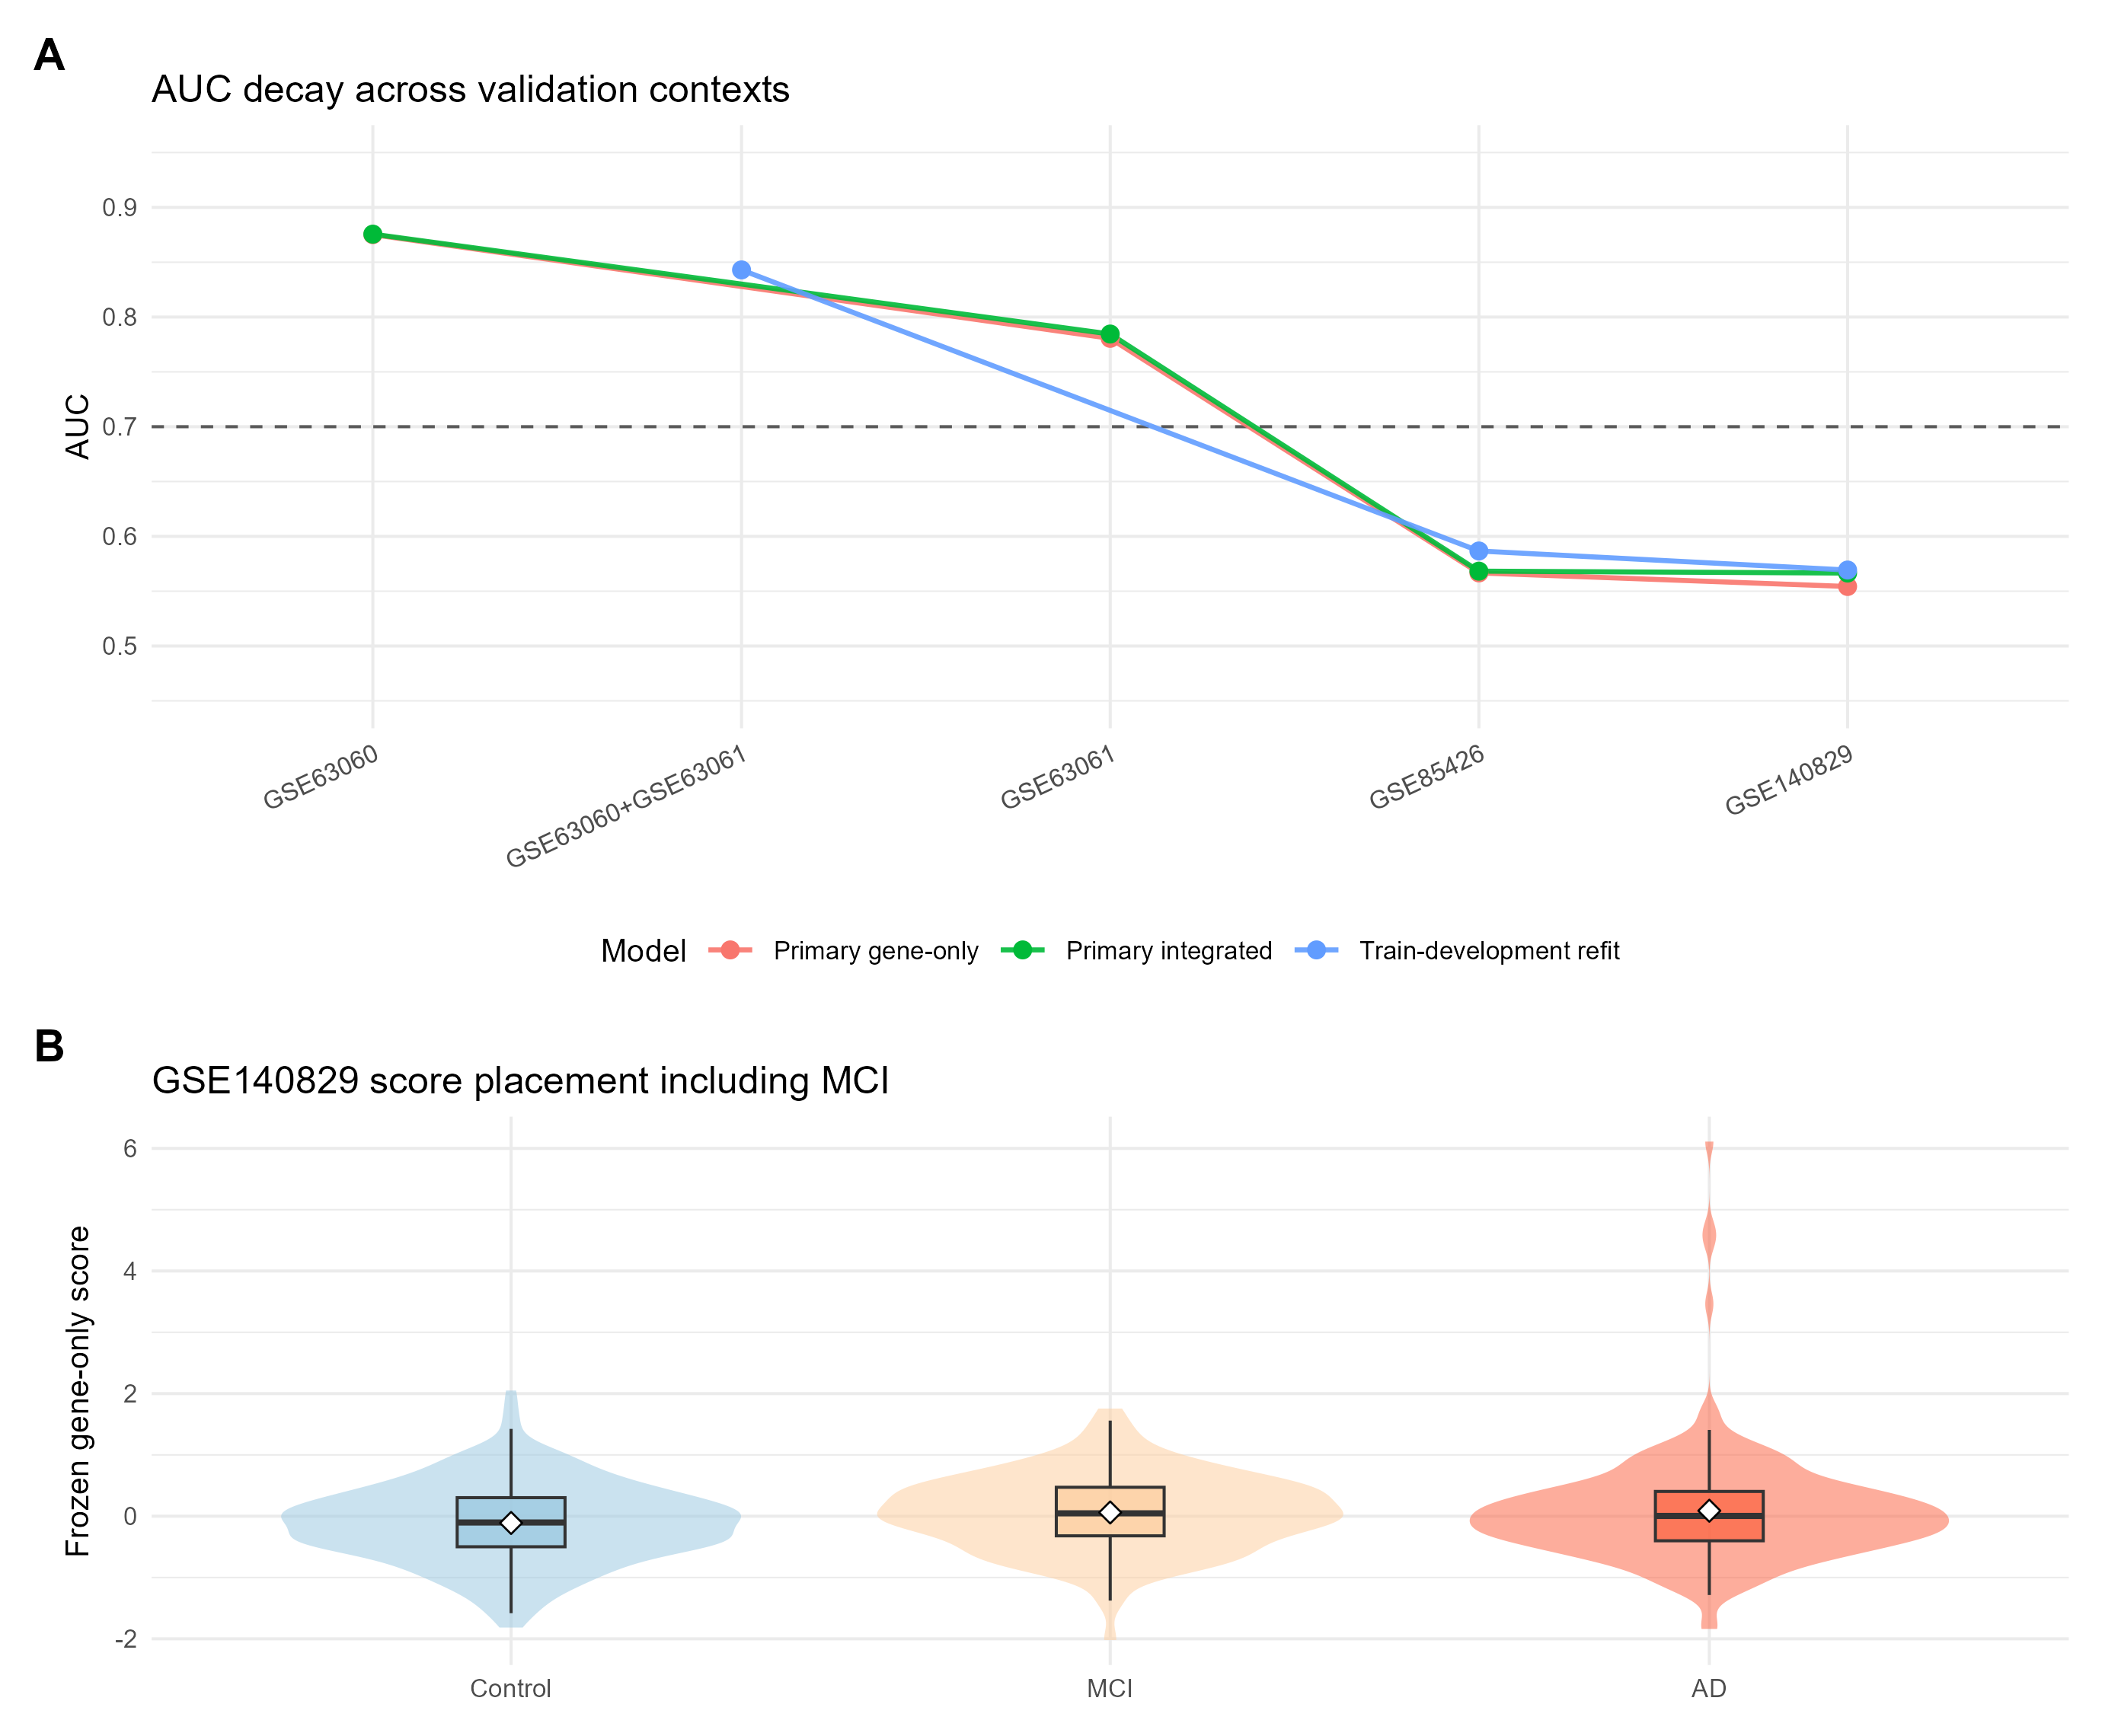 A
AUC decay across validation contexts
AUC
0.9
0.8
0.7
0.6
0.5
GSE63060
GSE63060+GSE63061
GSE63061
GSE85426
GSE140829
Model Primary gene-only Primary integrated Train-development refit
B
GSE140829 score placement including MCI
Frozen gene-only score
6
4
2
0
-2
Control MCI AD